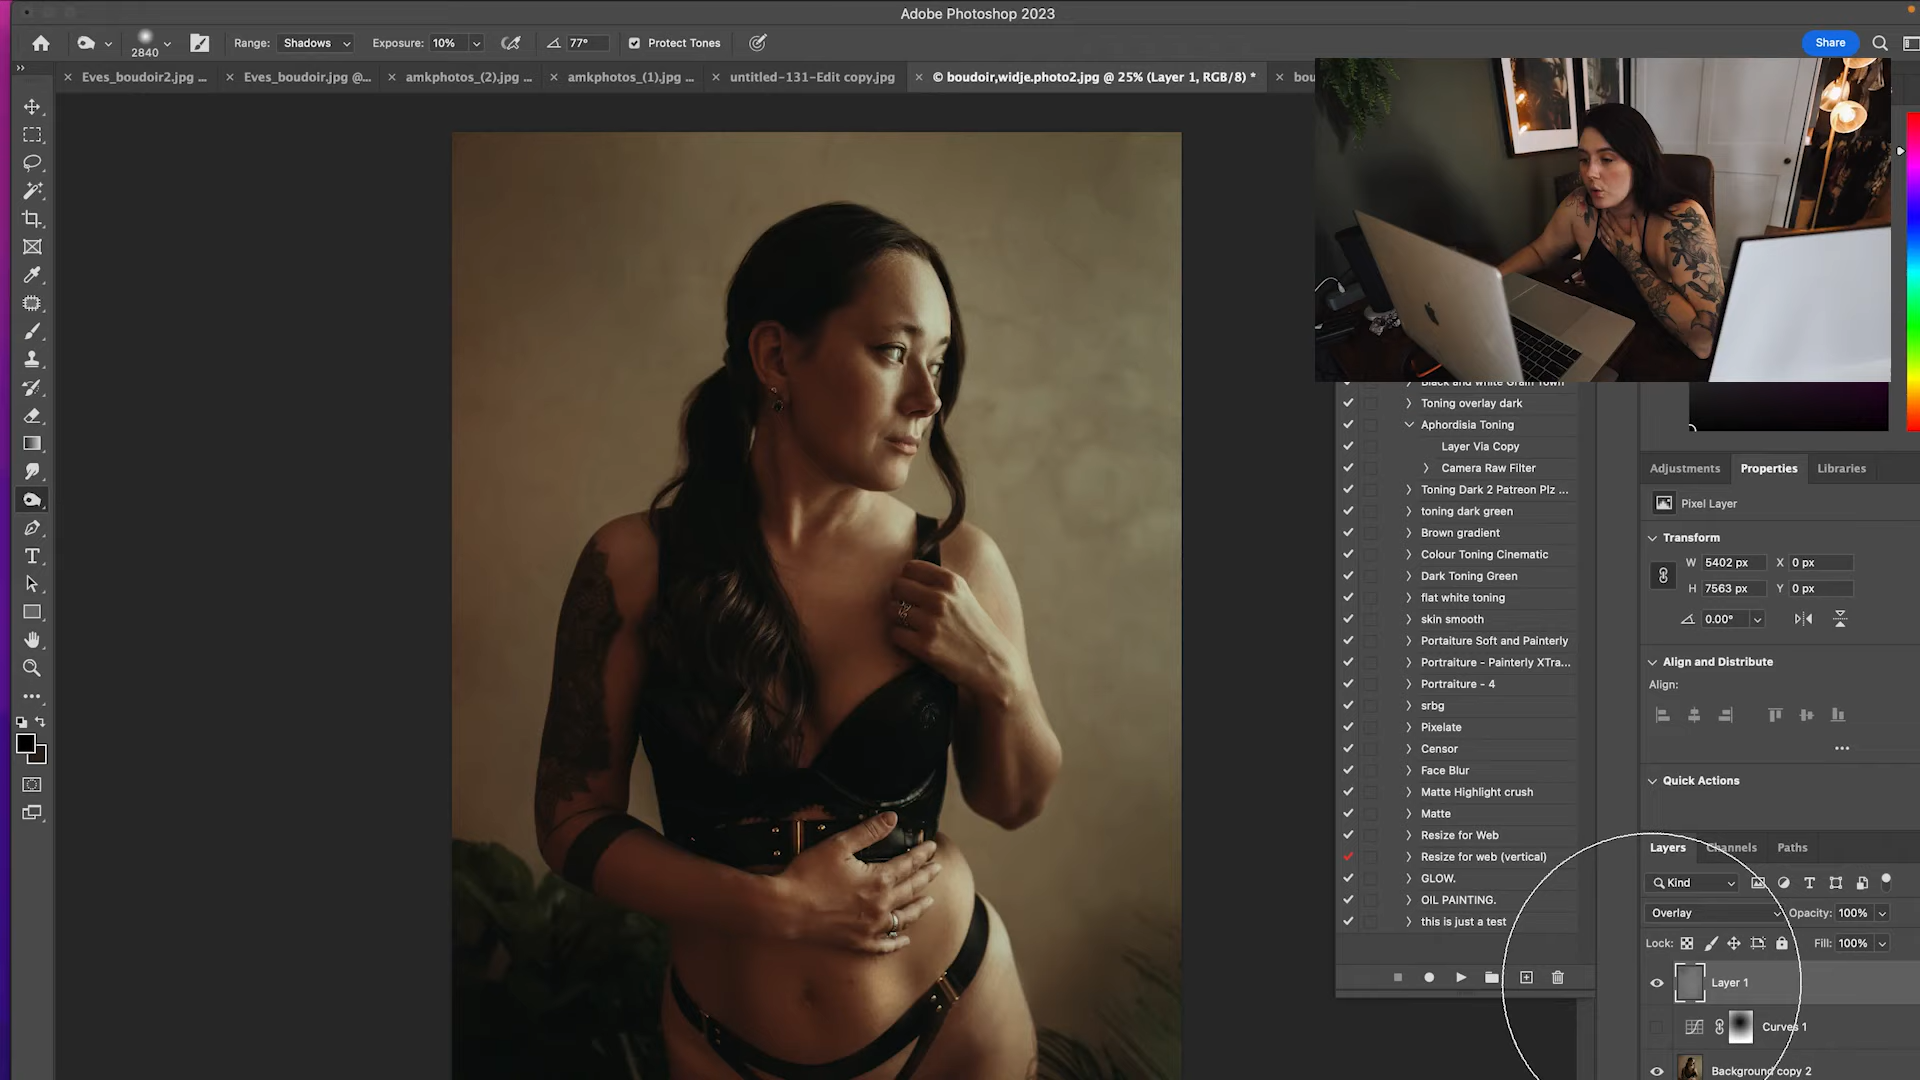 Adobe Photoshop 2023
2840
Range: Shadows Exposure: 10% 77° Protect Tones Share
Eves_boudoir2.jpg ... Eves_boudoir.jpg @... amkphotos_(2).jpg ... amkphotos_(1).jpg ... untitled-131-Edit copy.jpg © boudoir,widje.photo2.jpg @ 25% (Layer 1, RGB/8) * bou
Black and white Grain Town
Toning overlay dark
Aphordisia Toning
Layer Via Copy
Camera Raw Filter
Toning Dark 2 Patreon Plz ...
toning dark green
Brown gradient
Colour Toning Cinematic
Dark Toning Green
flat white toning
skin smooth
Portaiture Soft and Painterly
Portraiture - Painterly XTra...
Portraiture - 4
srbg
Pixelate
Censor
Face Blur
Matte Highlight crush
Matte
Resize for Web
Resize for web (vertical)
GLOW.
OIL PAINTING.
this is just a test
Adjustments Properties Libraries
Pixel Layer
Transform
W 5402 px X 0 px
H 7563 px Y 0 px
0.00°
Align and Distribute
Align:
Quick Actions
Layers Channels Paths
Kind
Overlay Opacity: 100%
Lock: Fill: 100%
Layer 1
Curves 1
Background copy 2